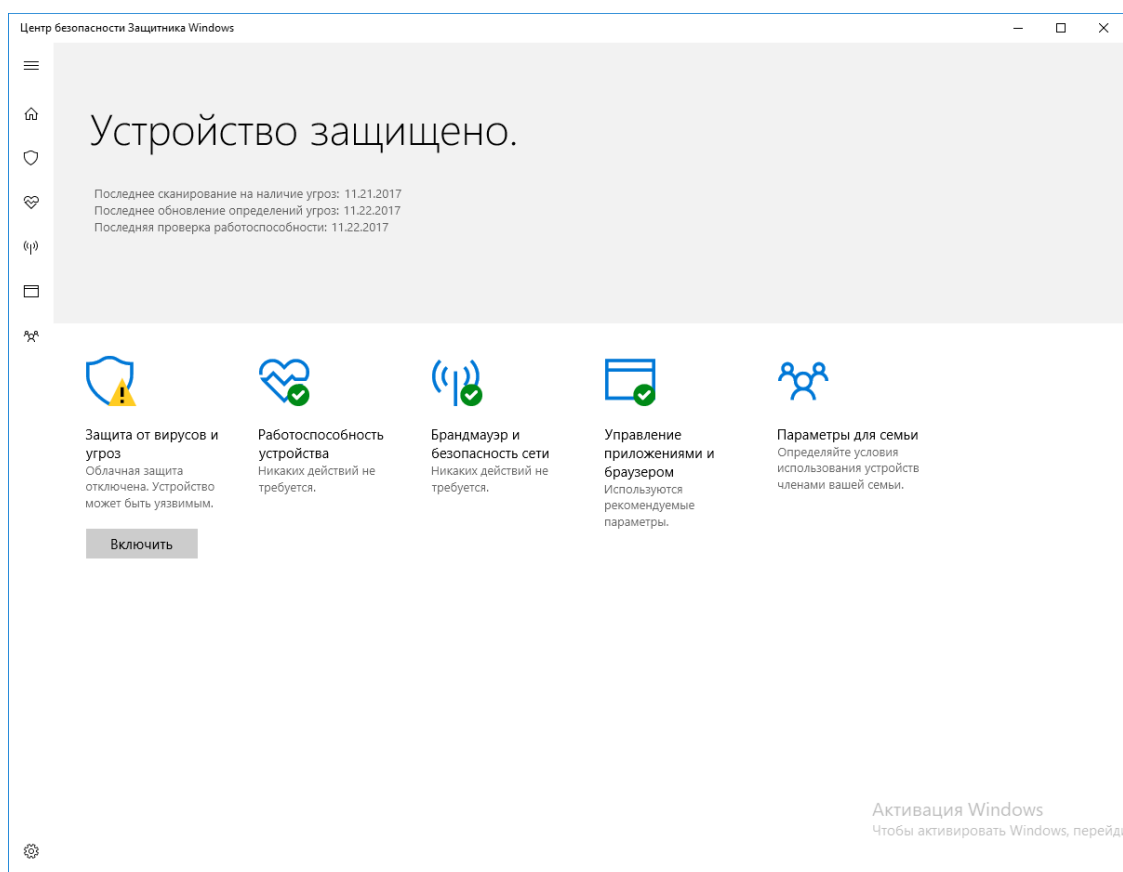 Центр безопасности Защитника Windows
Устройство защищено.
Последнее сканирование на наличие угроз: 11.21.2017
Последнее обновление определений угроз: 11.22.2017
Последняя проверка работоспособности: 11.22.2017
Защита от вирусов и
угроз
Облачная защита
отключена. Устройство
может быть уязвимым.
Включить
Работоспособность
устройства
Никаких действий не
требуется.
Брандмауэр и
безопасность сети
Никаких действий не
требуется.
Управление
приложениями и
браузером
Используются
рекомендуемые
параметры.
Параметры для семьи
Определяйте условия
использования устройств
членами вашей семьи.
Активация Windows
Чтобы активировать Windows,